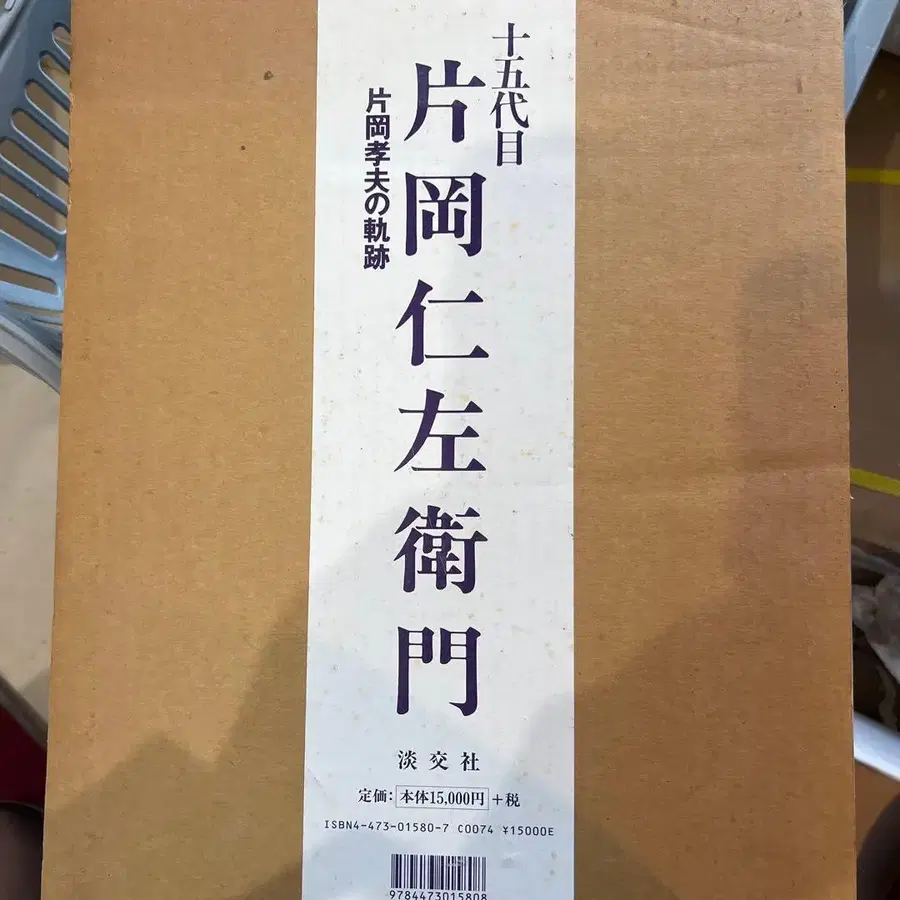 十五代目
片岡仁左衛門
片岡孝夫の軌跡
淡交社
定価：本体15,000円＋税
ISBN4-473-01580-7 C0074 ¥15000E
9784473015808